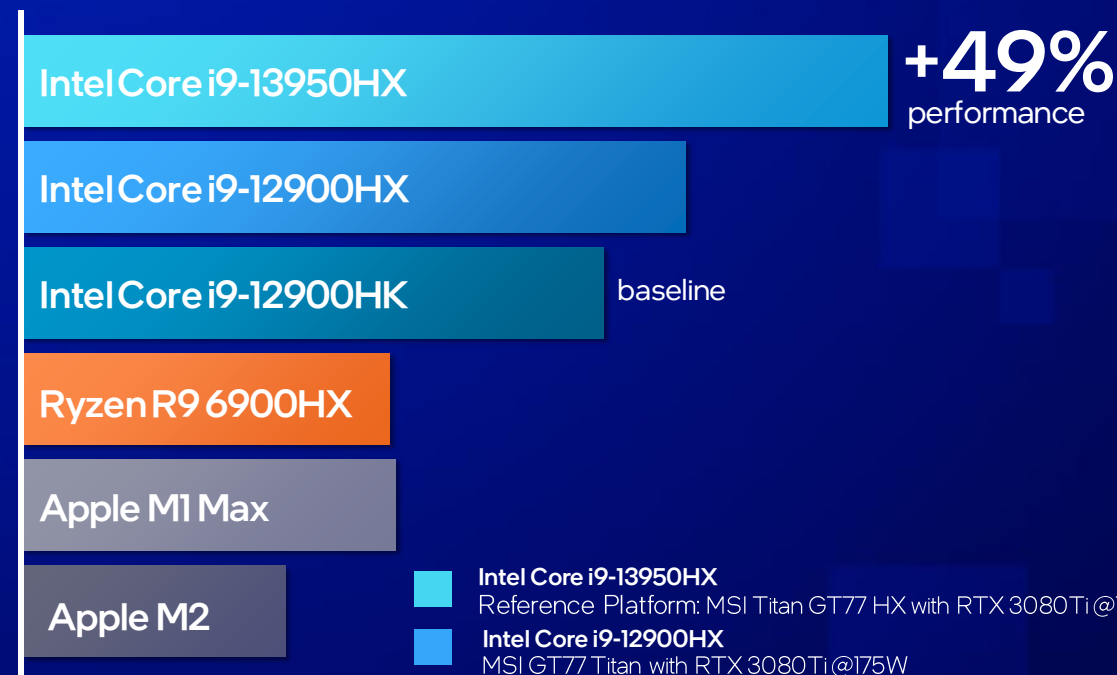 Intel Core i9-13950HX
+49%
performance
Intel Core i9-12900HX
Intel Core i9-12900HK
baseline
Ryzen R9 6900HX
Apple M1 Max
Apple M2
Intel Core i9-13950HX
Reference Platform: MSI Titan GT77 HX with RTX 3080Ti
Intel Core i9-12900HX
MSI GT77 Titan with RTX 3080Ti@175W